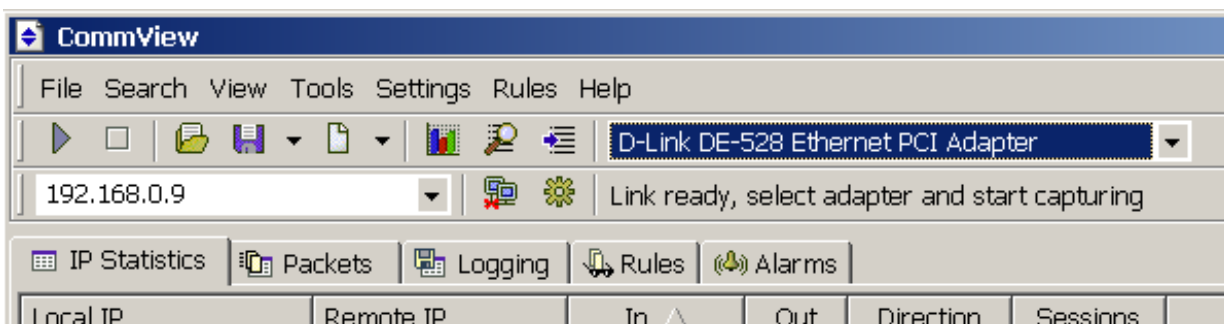 CommView
File Search View Tools Settings Rules Help
D-Link DE-528 Ethernet PCI Adapter
192.168.0.9 Link ready, select adapter and start capturing
IP Statistics Packets Logging Rules Alarms
Local IP Remote IP In Out Direction Sessions